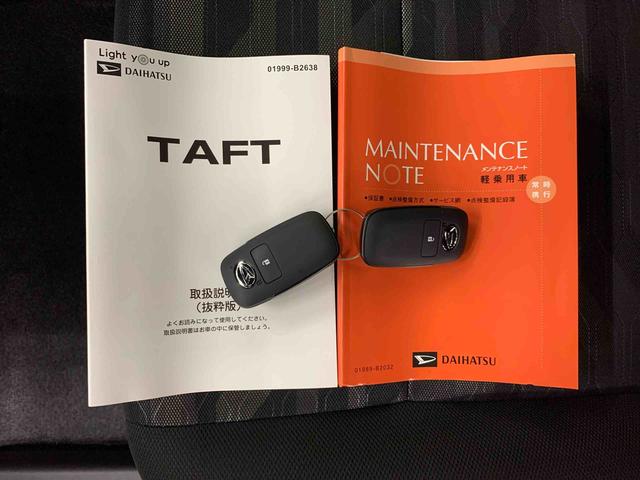 Light you up
DAIHATSU
01999-B2638
TAFT
取扱説明
(抜粋版)
よくお読みになって使用してください。
取扱説明書はお車の中に保管しましょう。
MAINTENANCE
NOTE
メンテナンスノート
軽乗用車
常時
携行
●保証書 ●点検整備方式 ●サービス網 ●点検整備記録簿
01999-B2032
DAIHATSU